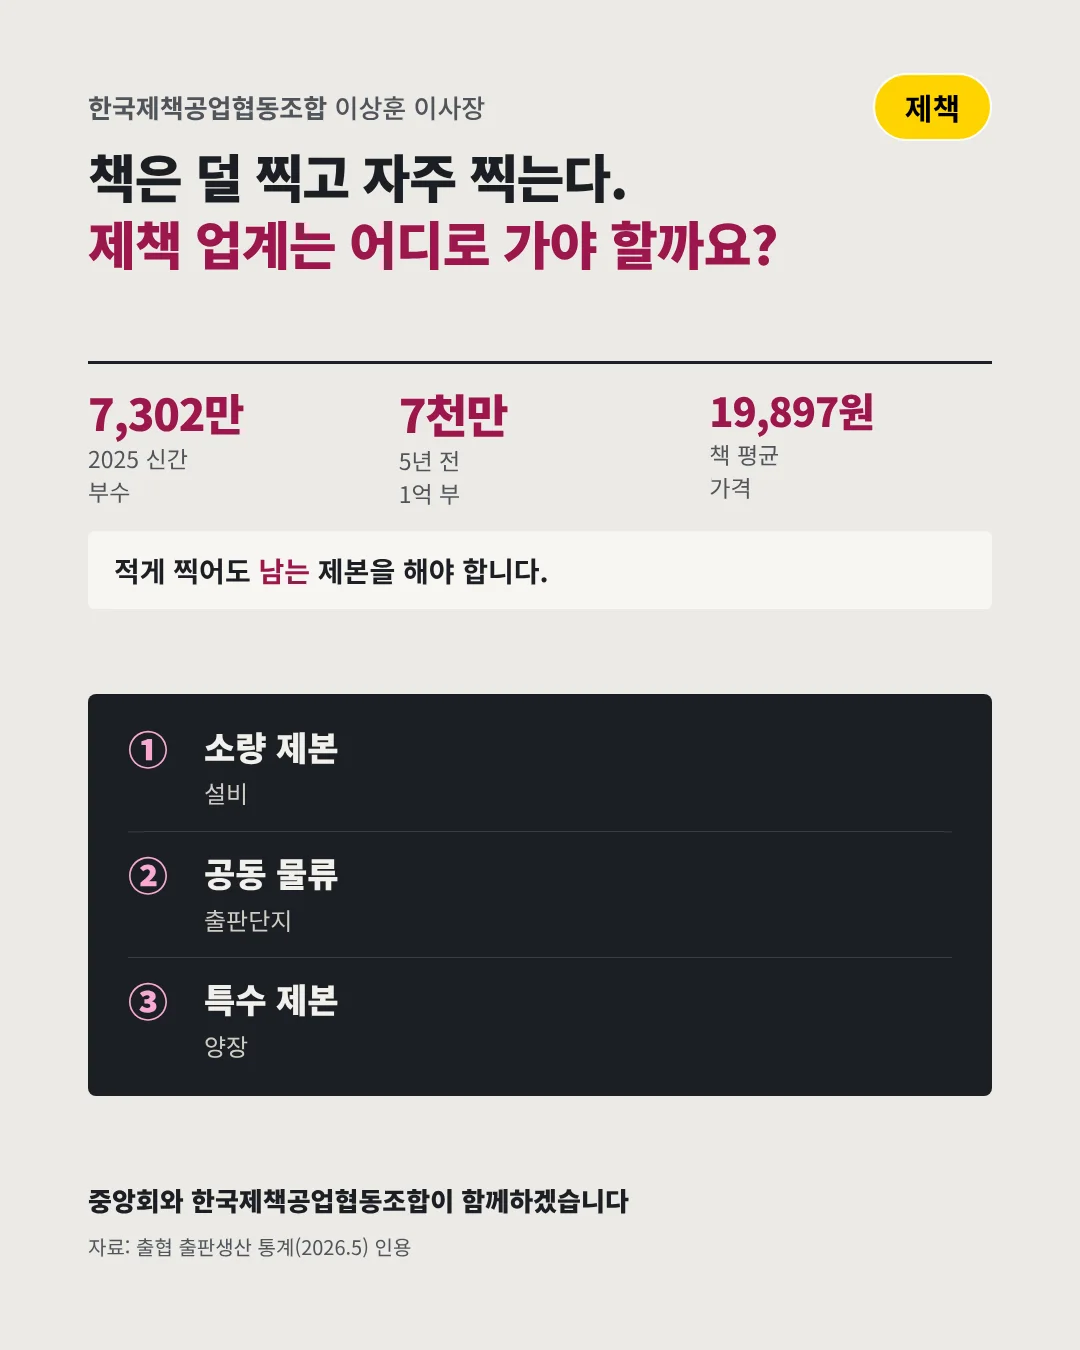 한국제책공업협동조합 이상훈 이사장
제책
책은 덜 찍고 자주 찍는다.
제책 업계는 어디로 가야 할까요?
7,302만
2025 신간
부수
7천만
5년 전
1억 부
19,897원
책 평균
가격
적게 찍어도 남는 제본을 해야 합니다.
① 소량 제본
설비
② 공동 물류
출판단지
③ 특수 제본
양장
중앙회와 한국제책공업협동조합이 함께하겠습니다
자료: 출협 출판생산 통계(2026.5) 인용